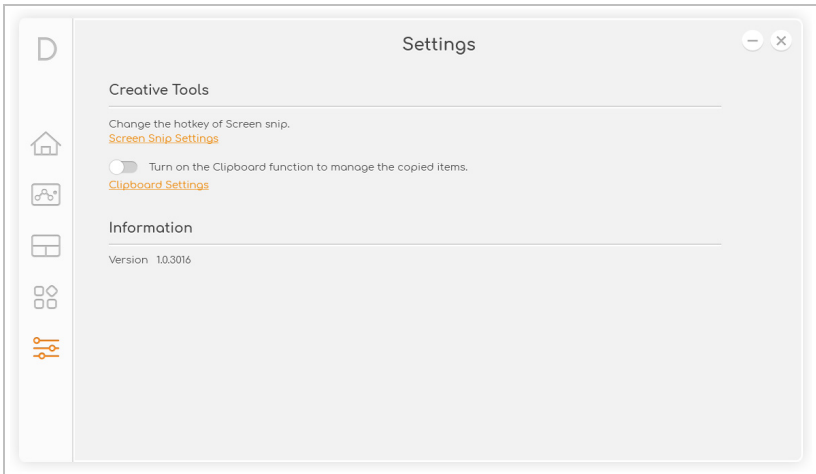 D
Settings
Creative Tools
Change the hotkey of Screen snip.
Screen Snip Settings
Turn on the Clipboard function to manage the copied items.
Clipboard Settings
Information
Version 1.0.3016